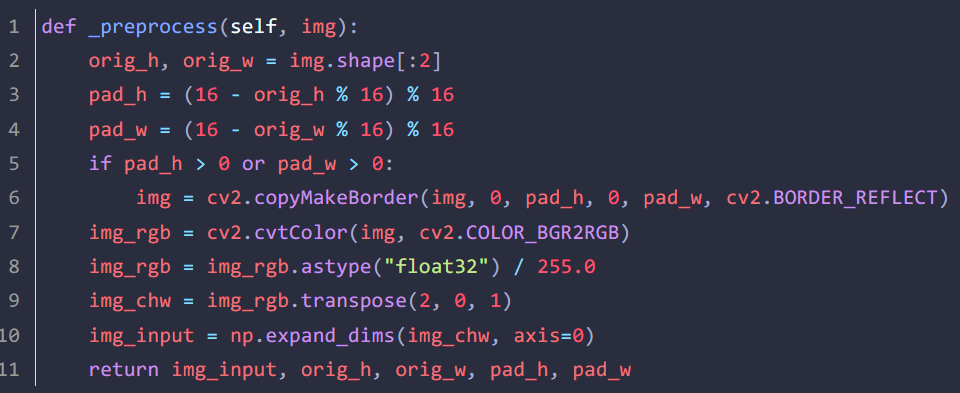 1 def _preprocess(self, img):
2     orig_h, orig_w = img.shape[:2]
3     pad_h = (16 - orig_h % 16) % 16
4     pad_w = (16 - orig_w % 16) % 16
5     if pad_h > 0 or pad_w > 0:
6         img = cv2.copyMakeBorder(img, 0, pad_h, 0, pad_w, cv2.BORDER_REFLECT)
7     img_rgb = cv2.cvtColor(img, cv2.COLOR_BGR2RGB)
8     img_rgb = img_rgb.astype("float32") / 255.0
9     img_chw = img_rgb.transpose(2, 0, 1)
10     img_input = np.expand_dims(img_chw, axis=0)
11     return img_input, orig_h, orig_w, pad_h, pad_w